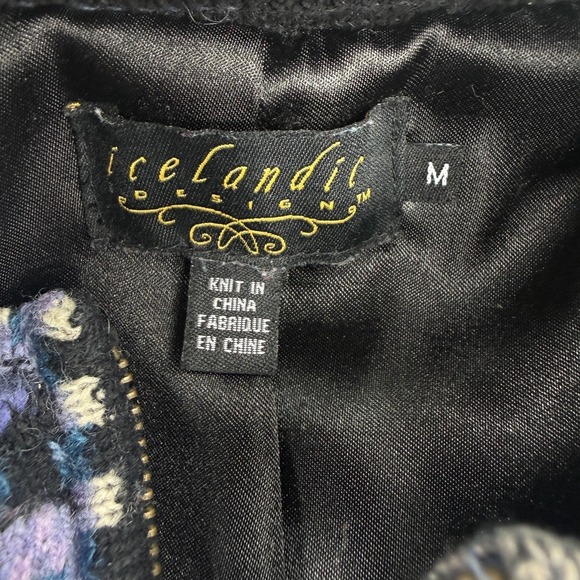 icelandic
DESIGN™
M
KNIT IN
CHINA
FABRIQUE
EN CHINE